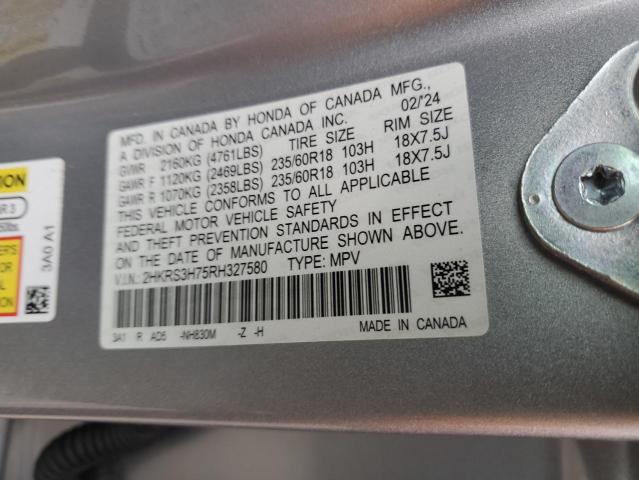 MFD. IN CANADA BY HONDA OF CANADA MFG.,
A DIVISION OF HONDA CANADA INC. 02/'24
TIRE SIZE RIM SIZE
GVWR 2160KG (4761LBS)
GAWR F 1120KG (2469LBS) 235/60R18 103H 18X7.5J
GAWR R 1070KG (2358LBS) 235/60R18 103H 18X7.5J
THIS VEHICLE CONFORMS TO ALL APPLICABLE
FEDERAL MOTOR VEHICLE SAFETY
AND THEFT PREVENTION STANDARDS IN EFFECT
ON THE DATE OF MANUFACTURE SHOWN ABOVE.
V.I.N.: 2HKRS3H75RH327580 TYPE: MPV
3A1 R AD5 -NH830M -Z -H
MADE IN CANADA
3A0 A1